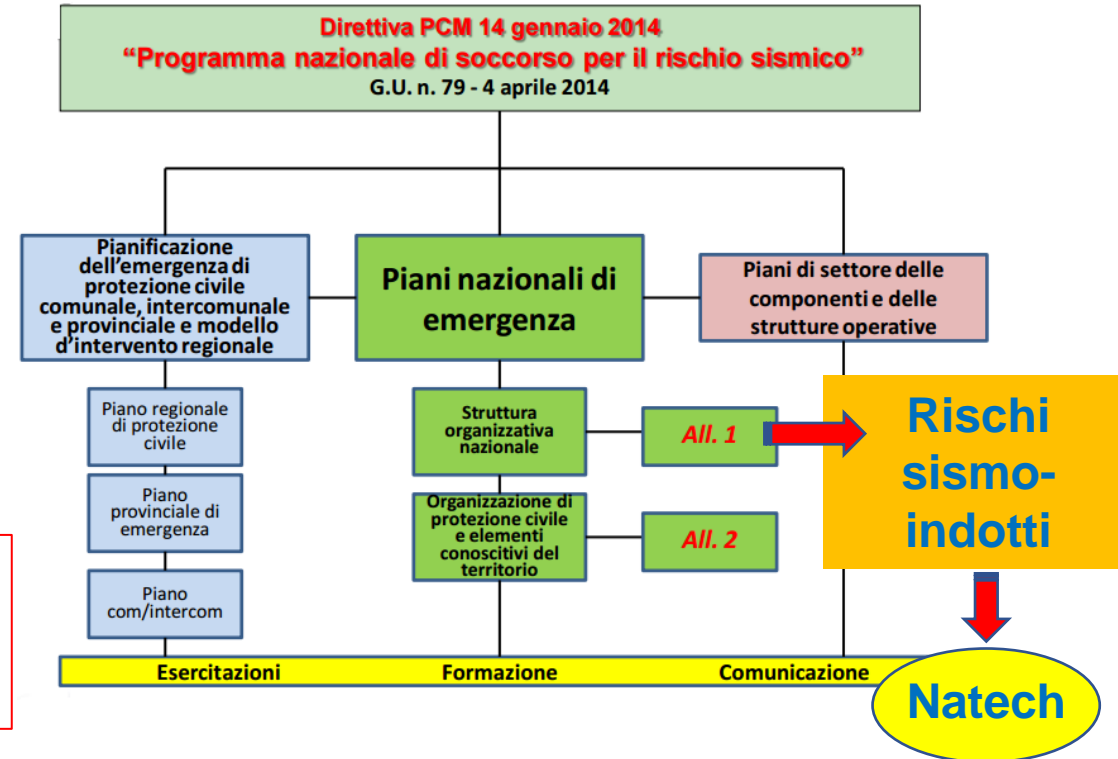 Direttiva PCM 14 gennaio 2014
“Programma nazionale di soccorso per il rischio sismico”
G.U. n. 79 - 4 aprile 2014
Pianificazione
dell’emergenza di
protezione civile
comunale, intercomunale
e provinciale e modello
d’intervento regionale
Piani nazionali di
emergenza
Piani di settore delle
componenti e delle
strutture operative
Piano regionale
di protezione
civile
Struttura
organizzativa
nazionale
All. 1
Rischi
sismo-
indotti
Piano
provinciale di
emergenza
Organizzazione di
protezione civile
e elementi
conoscitivi del
territorio
All. 2
Piano
com/intercom
Esercitazioni
Formazione
Comunicazione
Natech